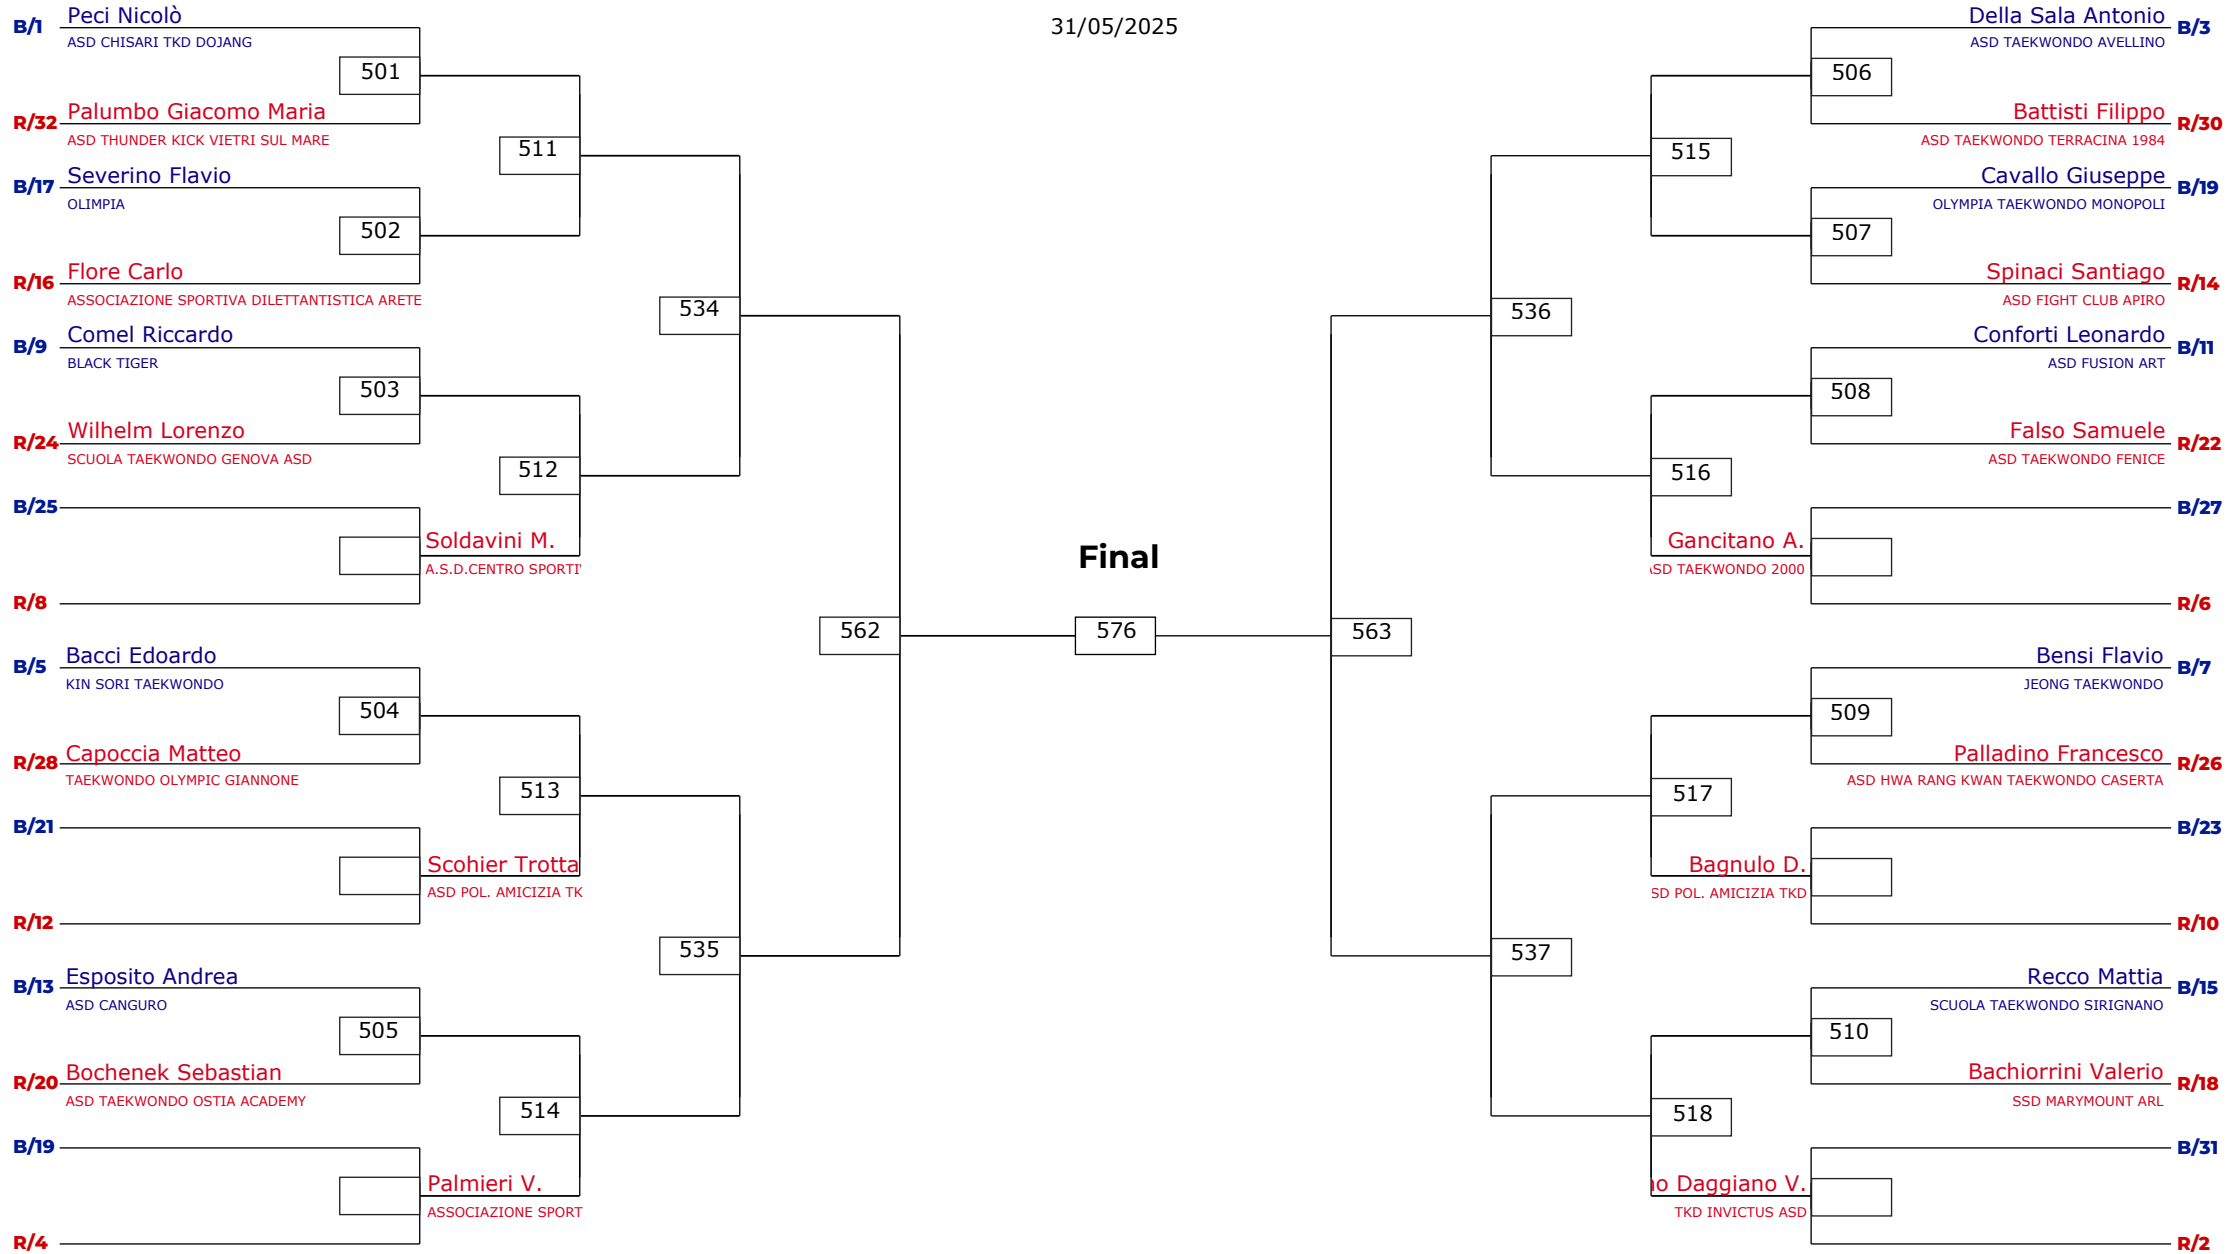 31/05/2025
B/1 Peci Nicolò
ASD CHISARI TKD DOJANG
501
R/32 Palumbo Giacomo Maria
ASD THUNDER KICK VIETRI SUL MARE
511
B/17 Severino Flavio
OLIMPIA
502
R/16 Flore Carlo
ASSOCIAZIONE SPORTIVA DILETTANTISTICA ARETE
534
B/9 Comel Riccardo
BLACK TIGER
503
R/24 Wilhelm Lorenzo
SCUOLA TAEKWONDO GENOVA ASD
512
B/25
Soldavini M.
A.S.D.CENTRO
R/8
562
B/5 Bacci Edoardo
KIN SORI TAEKWONDO
504
R/28 Capoccia Matteo
TAEKWONDO OLYMPIC GIANNONE
513
B/21
Scohier Trotta
ASD POL. AMICIZIA TK
R/12
535
B/13 Esposito Andrea
ASD CANGURO
505
R/20 Bochenek Sebastian
ASD TAEKWONDO OSTIA ACADEMY
514
B/19
Palmieri V.
ASSOCIAZIONE SPORT
R/4
Final
576
Della Sala Antonio B/3
ASD TAEKWONDO AVELLINO
506
Battisti Filippo R/30
ASD TAEKWONDO TERRACINA 1984
515
Cavallo Giuseppe B/19
OLYMPIA TAEKWONDO MONOPOLI
507
Spinaci Santiago R/14
ASD FIGHT CLUB APIRO
536
Conforti Leonardo B/11
ASD FUSION ART
508
Falso Samuele R/22
ASD TAEKWONDO FENICE
516
B/27
Gancitano A.
ASD TAEKWONDO 2000
R/6
563
Bensi Flavio B/7
JEONG TAEKWONDO
509
Palladino Francesco R/26
ASD HWA RANG KWAN TAEKWONDO CASERTA
517
B/23
Bagnulo D.
SD POL. AMICIZIA TKD
R/10
537
Recco Mattia B/15
SCUOLA TAEKWONDO SIRIGNANO
510
Bachiorrini Valerio R/18
SSD MARYMOUNT ARL
518
B/31
Daggiano V.
TKD INVICTUS ASD
R/2